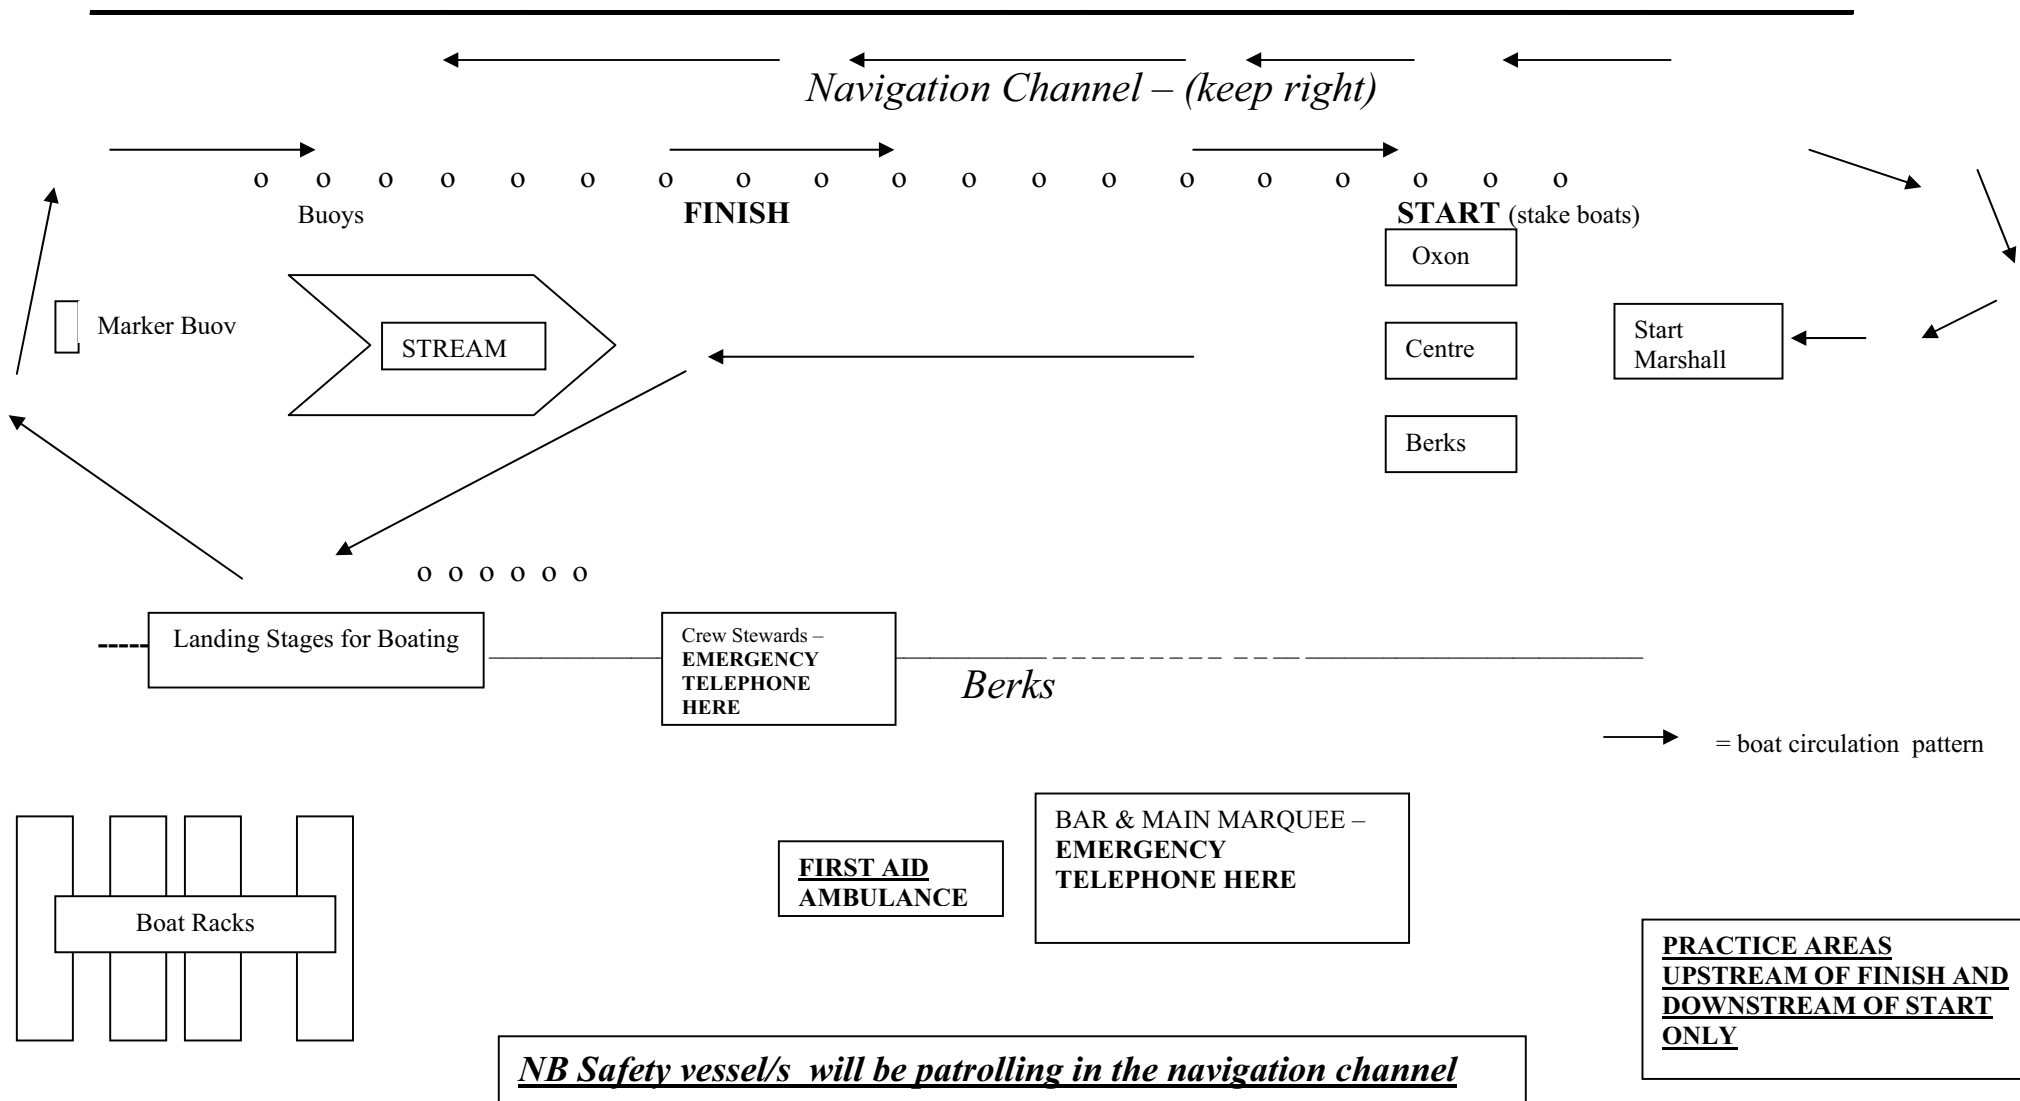 Navigation Channel – (keep right)
o o o o o o o o o o o o o o o o o o o
Buoys
FINISH
START (stake boats)
Oxon
Marker Buov
STREAM
Centre
Start
Marshall
Berks
o o o o o o
Landing Stages for Boating
Crew Stewards –
EMERGENCY
TELEPHONE
HERE
Berks
= boat circulation pattern
BAR & MAIN MARQUEE –
EMERGENCY
TELEPHONE HERE
FIRST AID
AMBULANCE
Boat Racks
PRACTICE AREAS
UPSTREAM OF FINISH AND
DOWNSTREAM OF START
ONLY
NB Safety vessel/s will be patrolling in the navigation channel